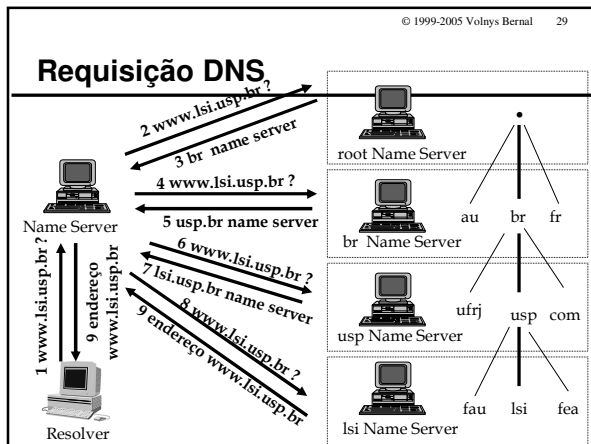 © 1999-2005 Volnys Bernal 29
Requisição DNS
2 www.lsi.usp.br ?
3 br name server
root Name Server
Name Server
4 www.lsi.usp.br ?
5 usp.br name server
au br fr
br Name Server
1 www.lsi.usp.br ?
9 endereço
www.lsi.usp.br
6 www.lsi.usp.br ?
7 lsi.usp.br name server
ufrj usp com
usp Name Server
8 www.lsi.usp.br ?
9 endereço www.lsi.usp.br
fau lsi fea
lsi Name Server
Resolver